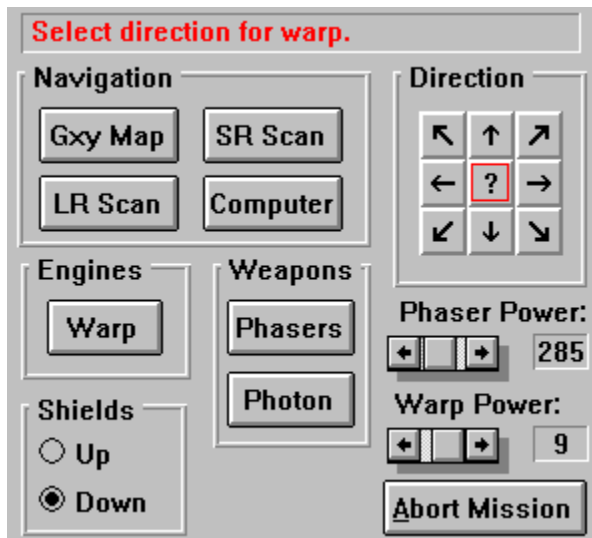 Select direction for warp.
Navigation
Gxy Map
SR Scan
LR Scan
Computer
Direction
?
Engines
Warp
Weapons
Phasers
Photon
Shields
Up
Down
Phaser Power:
285
Warp Power:
9
Abort Mission